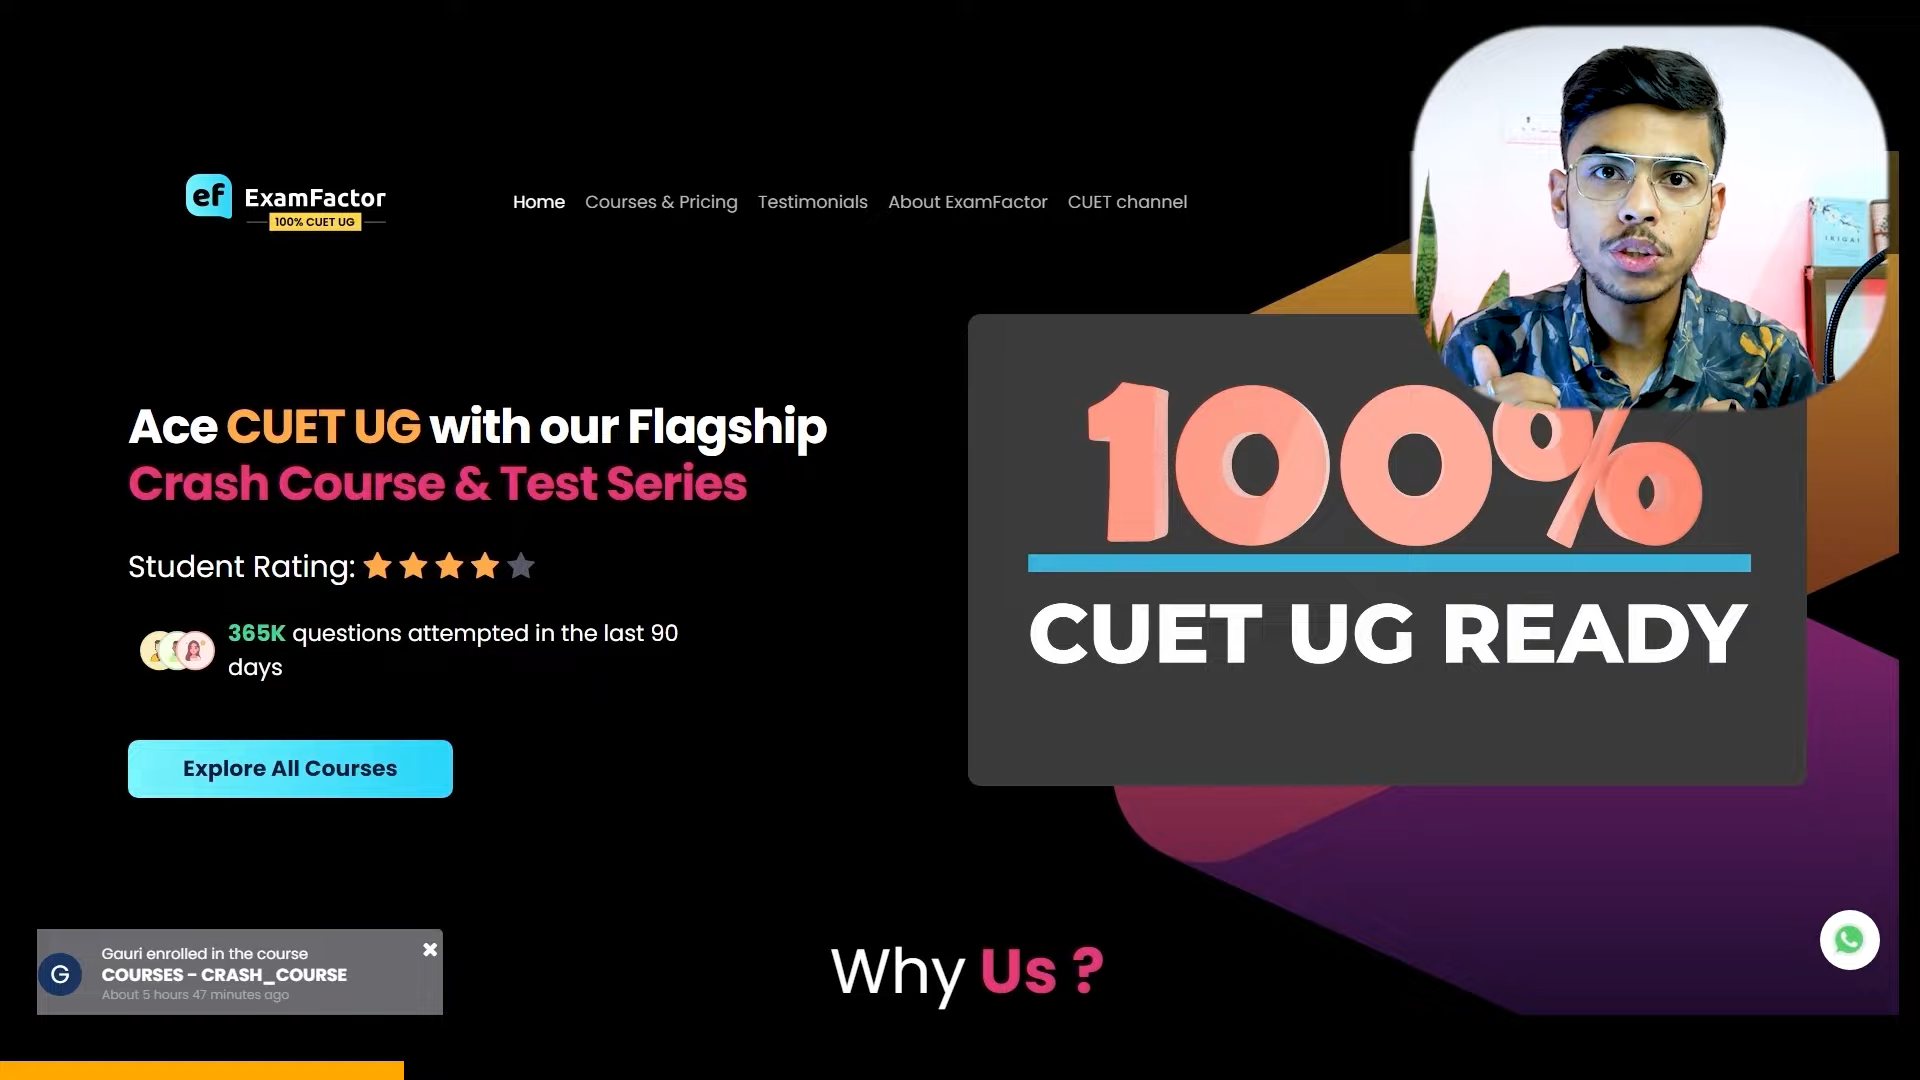 ef ExamFactor
100% CUET UG
Home Courses & Pricing Testimonials About ExamFactor CUET channel
IKIGAI
Ace CUET UG with our Flagship
Crash Course & Test Series
Student Rating:
365K questions attempted in the last 90
days
Explore All Courses
100%
CUET UG READY
G
Gauri enrolled in the course
COURSES - CRASH_COURSE
About 5 hours 47 minutes ago
Why Us ?